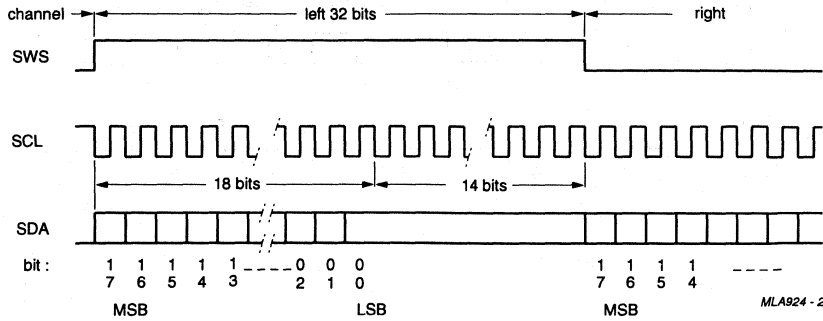 channel left 32 bits right
SWS
SCL
18 bits 14 bits
SDA
bit : 1 1 1 1 1 0 0 0 1 1 1 1
7 6 5 4 3 2 1 0 7 6 5 4
MSB LSB MSB
MLA924 - 2